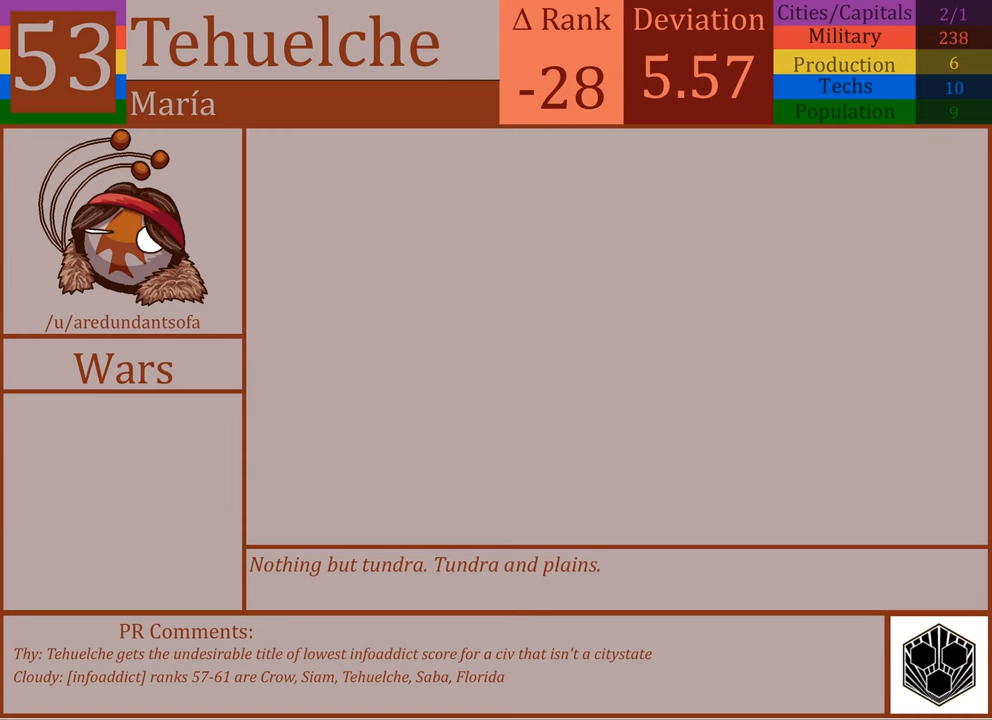 53
Tehuelche
María
Δ Rank
-28
Deviation
5.57
Cities/Capitals 2/1
Military 238
Production 6
Techs 10
Population 9
/u/aredundantsofa
Wars
Nothing but tundra. Tundra and plains.
PR Comments:
Thy: Tehuelche gets the undesirable title of lowest infoaddict score for a civ that isn't a citystate
Cloudy: [infoaddict] ranks 57-61 are Crow, Siam, Tehuelche, Saba, Florida